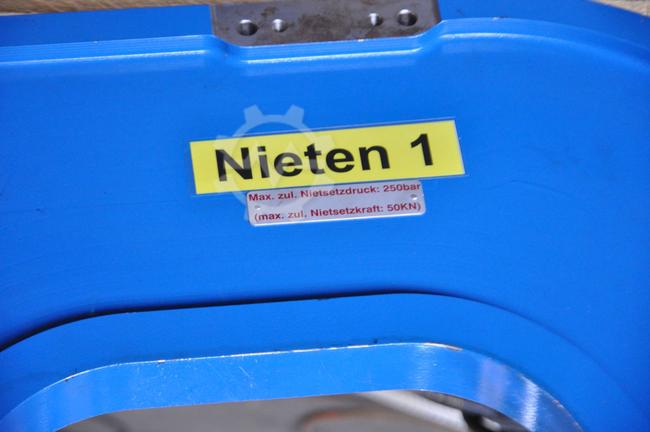 Nieten 1
Max. zul. Nietsetzdruck: 250bar
(max. zul. Nietsetzkraft: 50KN)